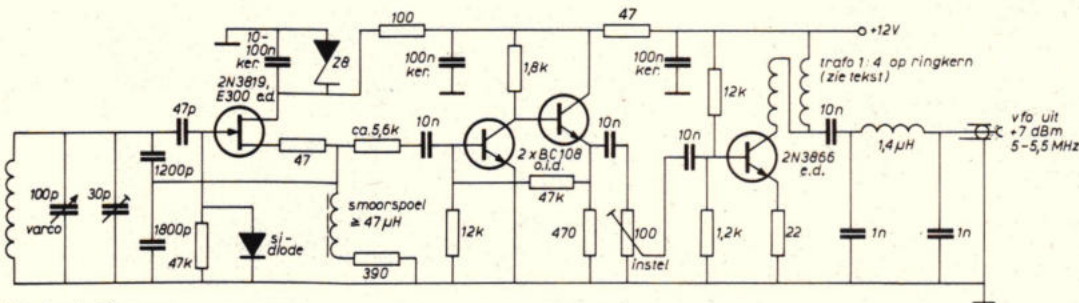 100
47
+12V
10-
100n
ker.
Z8
100n
ker.
1,8k
100n
ker.
trafo 1:4 op ringkern
(zie tekst)
2N3819,
E300 e.d.
12k
47p
ca.5,6k
10n
10n
10n
10n
vfo uit
+7 dBm
5-5,5 MHz
47
2xBC108
o.i.d.
2N3866
e.d.
1,4µH
1200p
47k
100p
varco
30p
smoorspoel
≥ 47µH
1800p
47k
si-
diode
12k
470
100
instel
1,2k
22
1n
1n
390